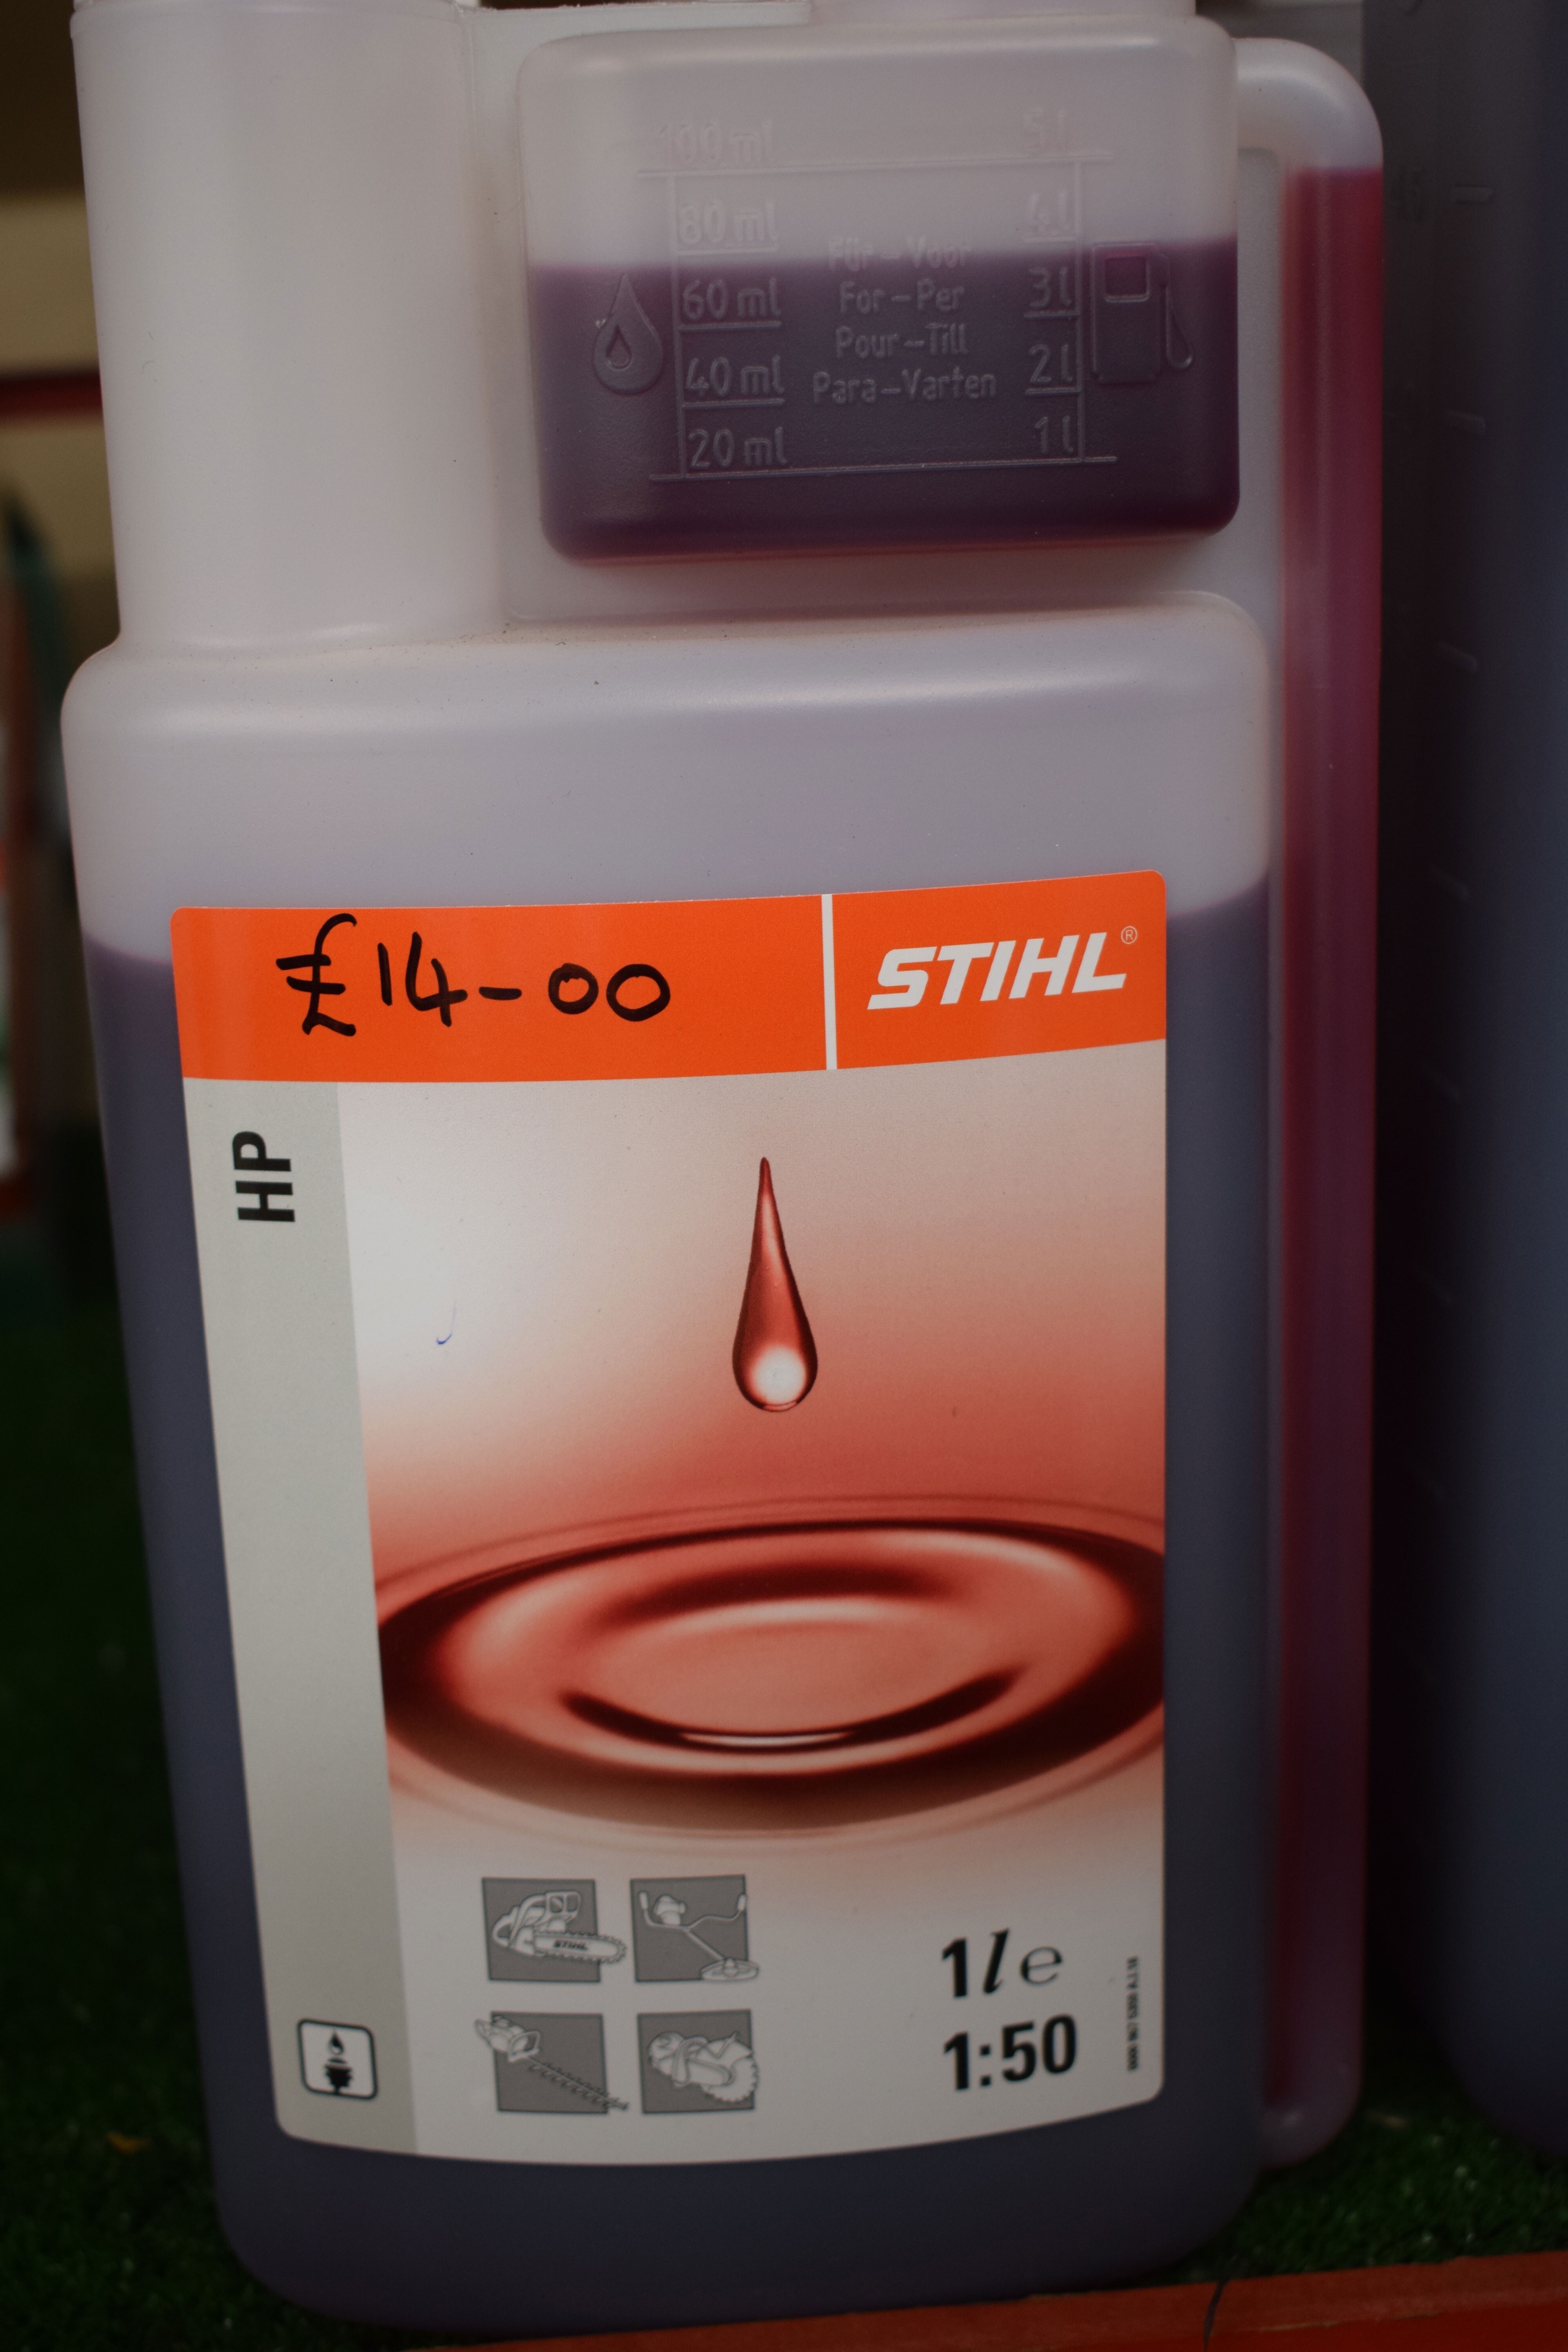 100 ml 5 l
80 ml 4 l
Für–Voor
60 ml For–Per 3 l
Pour–Till
40 ml Para–Varten 2 l
20 ml 1 l
£14-00
STIHL®
HP
STIHL
1 l e
1:50